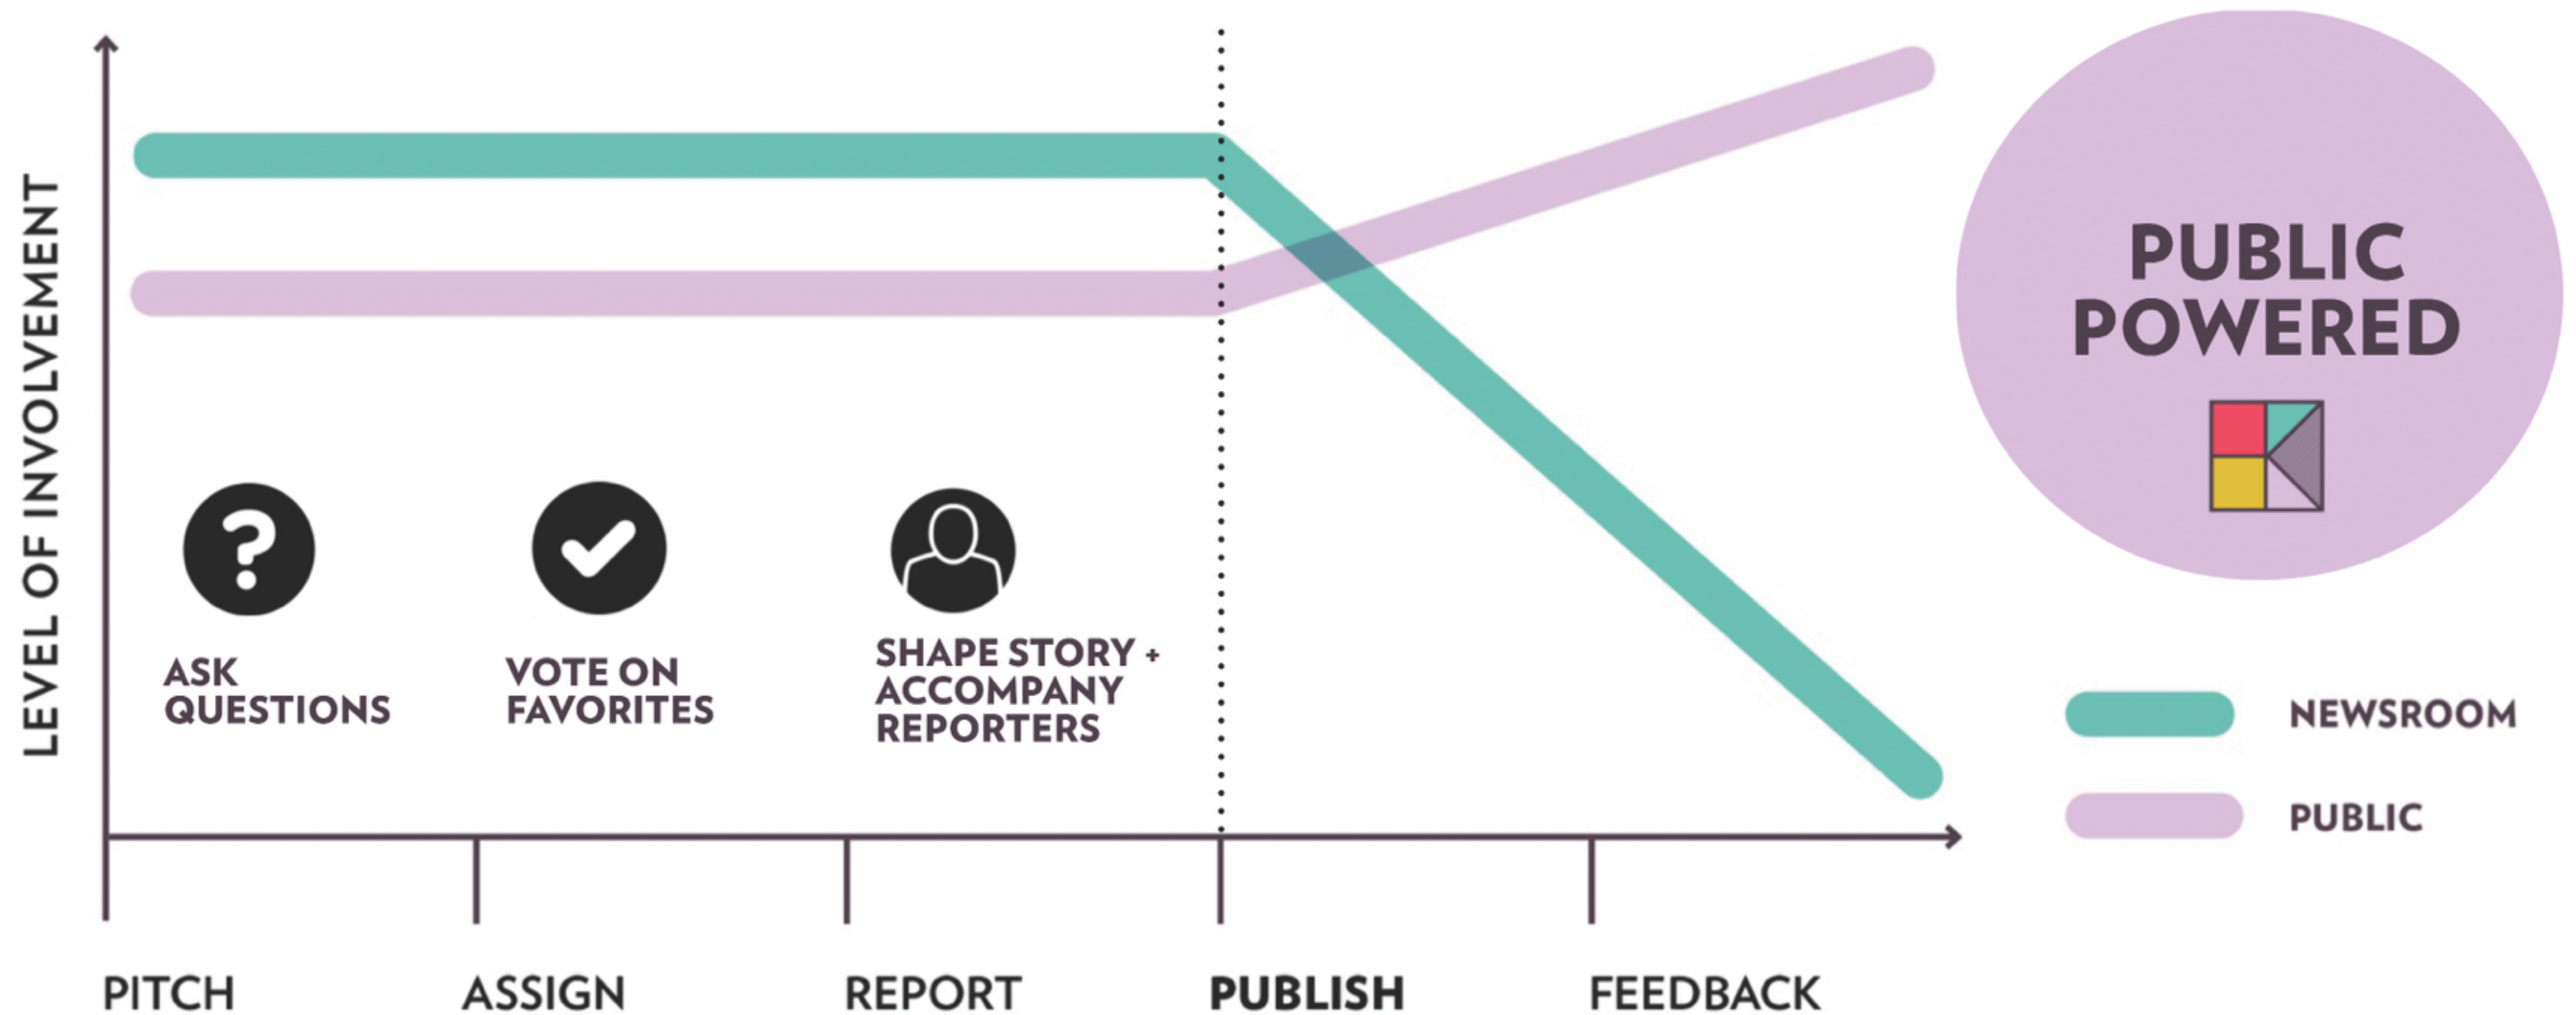 LEVEL OF INVOLVEMENT
?
ASK
QUESTIONS
VOTE ON
FAVORITES
SHAPE STORY +
ACCOMPANY
REPORTERS
PITCH
ASSIGN
REPORT
PUBLISH
FEEDBACK
PUBLIC
POWERED
NEWSROOM
PUBLIC